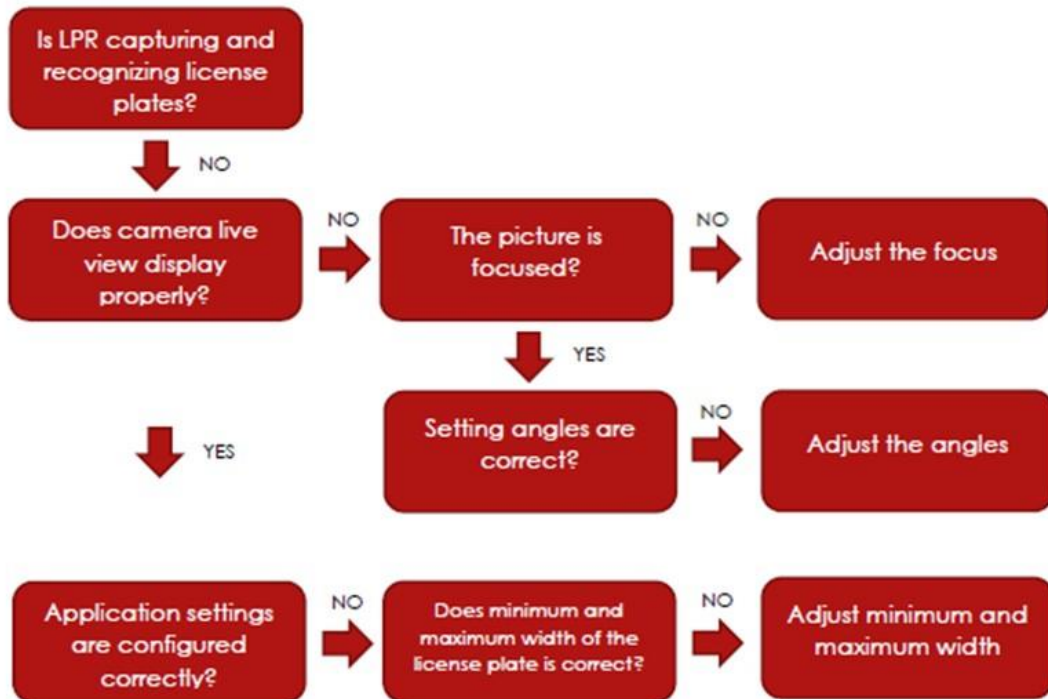 Is LPR capturing and
recognizing license
plates?
NO
Does camera live
view display
properly?
NO
The picture is
focused?
NO
Adjust the focus
YES
Setting angles are
correct?
NO
Adjust the angles
YES
Application settings
are configured
correctly?
NO
Does minimum and
maximum width of the
license plate is correct?
NO
Adjust minimum and
maximum width